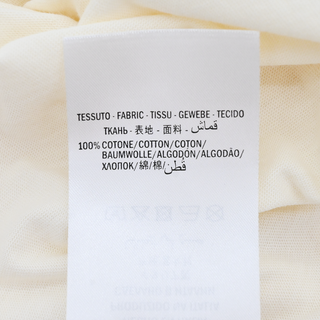 TESSUTO - FABRIC - TISSU - GEWEBE - TECIDO
ТКАНЬ - 表地 - 面料 - قماش
100% COTONE/COTTON/COTON/
BAUMWOLLE/ALGODON/ALGODÃO/
ХЛОПОК/綿/棉/قطن